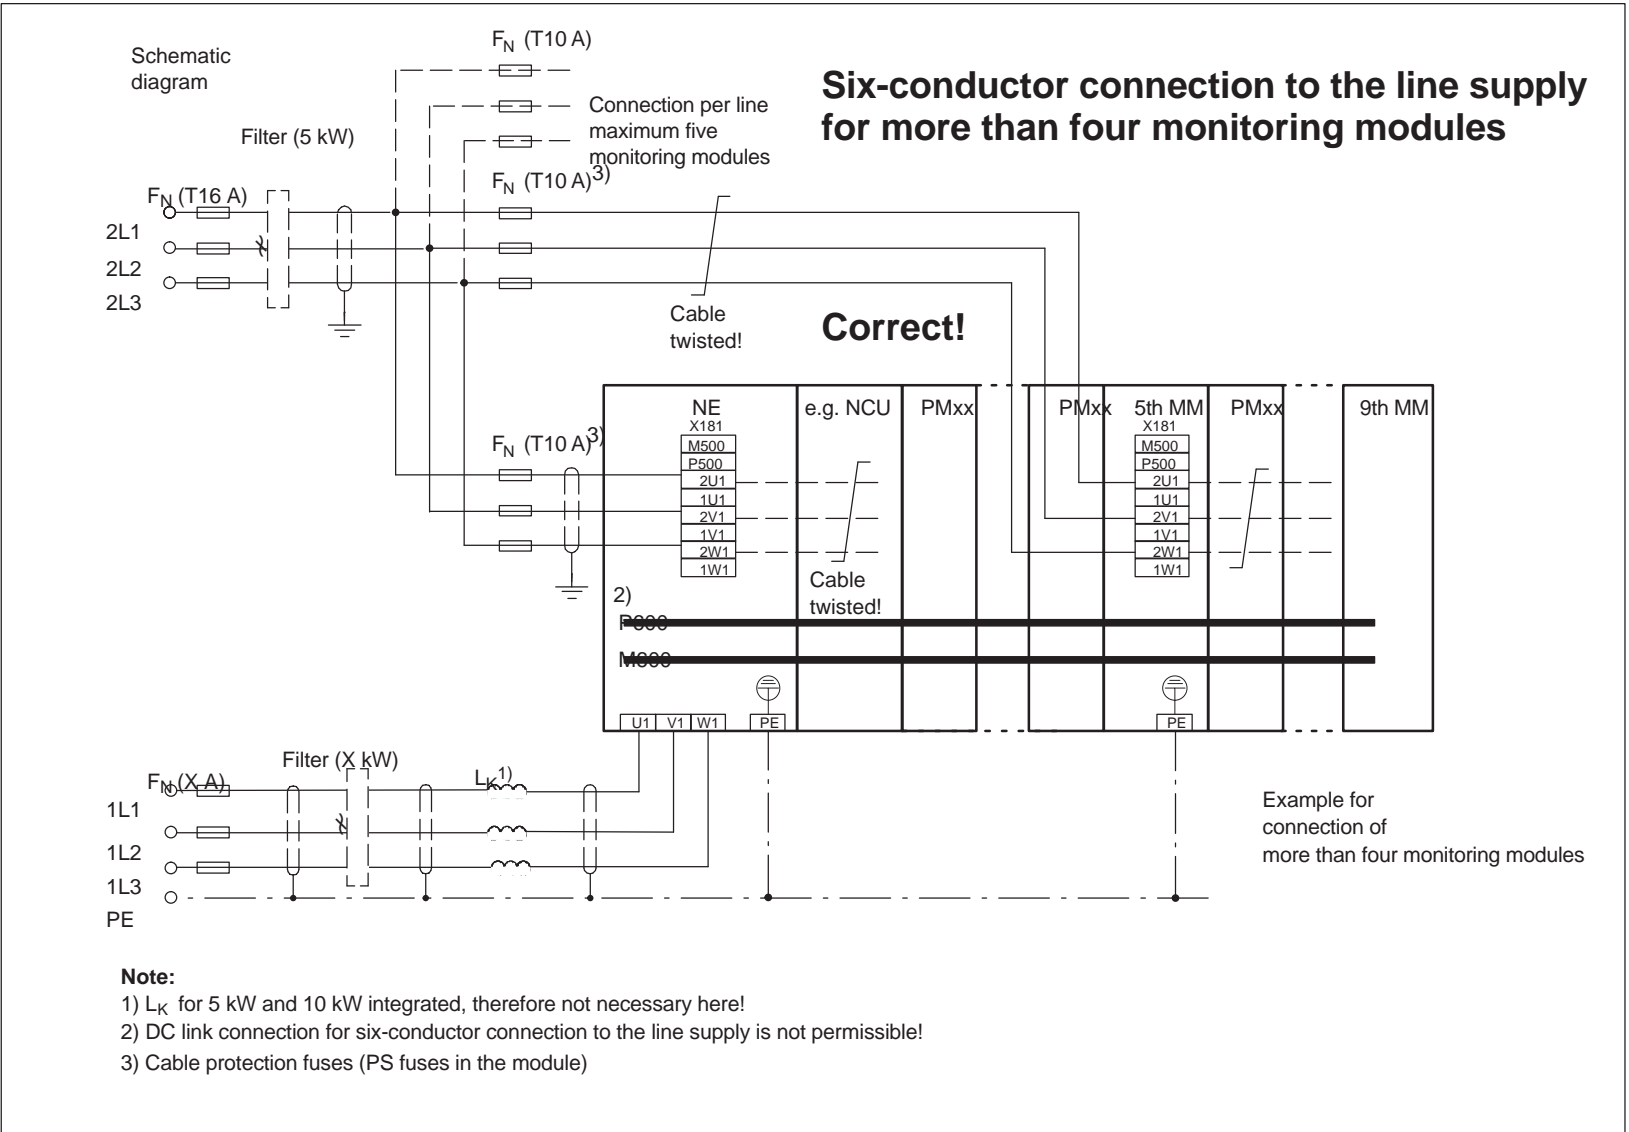 Schematic
diagram
F_N (T10 A)
Six-conductor connection to the line supply
for more than four monitoring modules
Connection per line
maximum five
monitoring modules
Filter (5 kW)
F_N (T10 A) 3)
F_N (T16 A)
2L1
2L2
2L3
Cable
twisted!
Correct!
NE
e.g. NCU
PMxx
PMxx
5th MM
PMxx
9th MM
X181
M500
P500
2U1
1U1
2V1
1V1
2W1
1W1
X181
M500
P500
2U1
1U1
2V1
1V1
2W1
1W1
F_N (T10 A) 3)
Cable
twisted!
2)
P600
M600
U1 V1 W1 PE
PE
Filter (X kW)
F_N (X A)
L_K 1)
1L1
1L2
1L3
PE
Example for
connection of
more than four monitoring modules
Note:
1) L_K for 5 kW and 10 kW integrated, therefore not necessary here!
2) DC link connection for six-conductor connection to the line supply is not permissible!
3) Cable protection fuses (PS fuses in the module)